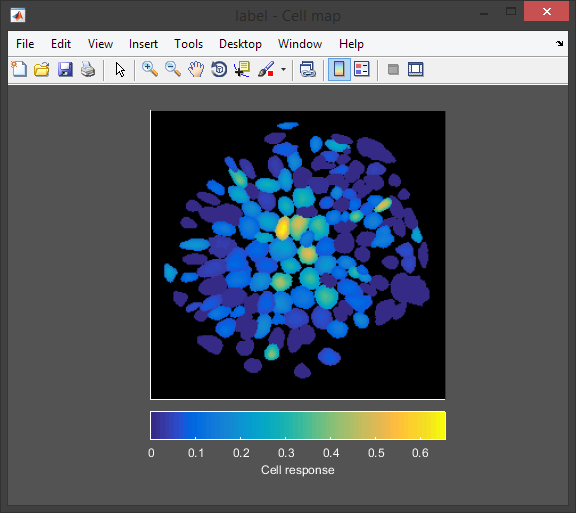 label - Cell map
File Edit View Insert Tools Desktop Window Help
0 0.1 0.2 0.3 0.4 0.5 0.6
Cell response